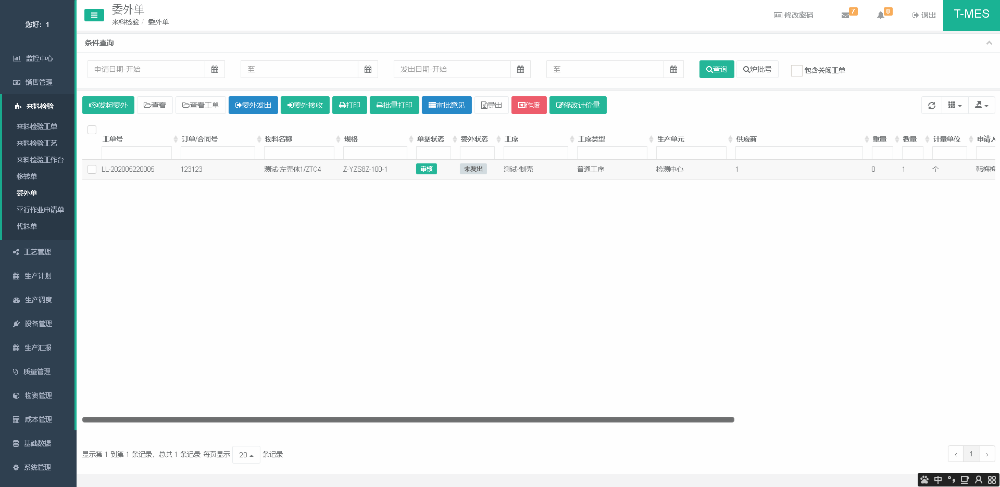 您好：1
监控中心
销售管理
来料检验
来料检验工单
来料检验工艺
来料检验工作台
移转单
委外单
平行作业申请单
代料单
工艺管理
生产计划
生产调度
设备管理
生产汇报
质量管理
物资管理
成本管理
基础数据
系统管理
委外单
来料检验 / 委外单
修改密码 7 0 退出 T-MES
条件查询
申请日期-开始 至 发出日期-开始 至 查询 炉批号 包含关闭工单
发起委外 查看 查看工单 委外发出 委外接收 打印 批量打印 审批意见 导出 作废 修改计价量
工单号 订单/合同号 物料名称 规格 单据状态 委外状态 工序 工序类型 生产单元 供应商 重量 数量 计量单位 申请人
LL-202005220005 123123 测试-左壳体1/ZTC4 Z-YZS8Z-100-1 审核 未发出 测试-制壳 普通工序 检测中心 1 0 1 个 韩梅梅
显示第 1 到第 1 条记录，总共 1 条记录 每页显示 20 条记录
‹ 1 ›
中